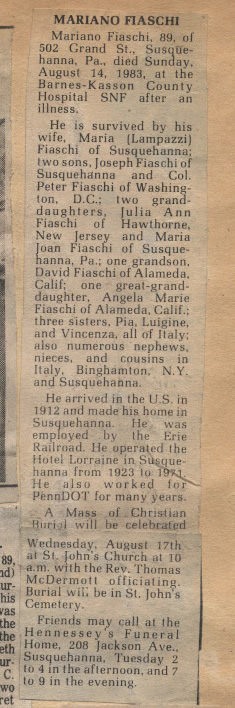 MARIANO FIASCHI
Mariano Fiaschi, 89, of
502 Grand St., Susque-
hanna, Pa., died Sunday,
August 14, 1983, at the
Barnes-Kasson County
Hospital SNF after an
illness.
He is survived by his
wife, Maria (Lampazzi)
Fiaschi of Susquehanna;
two sons, Joseph Fiaschi of
Susquehanna and Col.
Peter Fiaschi of Washing-
ton, D.C.; two grand-
daughters, Julia Ann
Fiaschi of Hawthorne,
New Jersey and Maria
Joan Fiaschi of Susque-
hanna, Pa.; one grandson,
David Fiaschi of Alameda,
Calif; one great-grand-
daughter, Angela Marie
Fiaschi of Alameda, Calif.;
three sisters, Pia, Luigine,
and Vincenza, all of Italy;
also numerous nephews,
nieces, and cousins in
Italy, Binghamton, N.Y.
and Susquehanna.
He arrived in the U.S. in
1912 and made his home in
Susquehanna. He was
employed by the Erie
Railroad. He operated the
Hotel Lorraine in Susque-
hanna from 1923 to 1971.
He also worked for
PennDOT for many years.
A Mass of Christian
Burial will be celebrated
Wednesday, August 17th
at St. John's Church at 10
a.m. with the Rev. Thomas
McDermott officiating.
Burial will be in St. John's
Cemetery.
Friends may call at the
Hennessey's Funeral
Home, 208 Jackson Ave.,
Susquehanna, Tuesday 2
to 4 in the afternoon, and 7
to 9 in the evening.
89,
nd)
ur-
his
was
the
the
eth
ur-
C.
two
ret